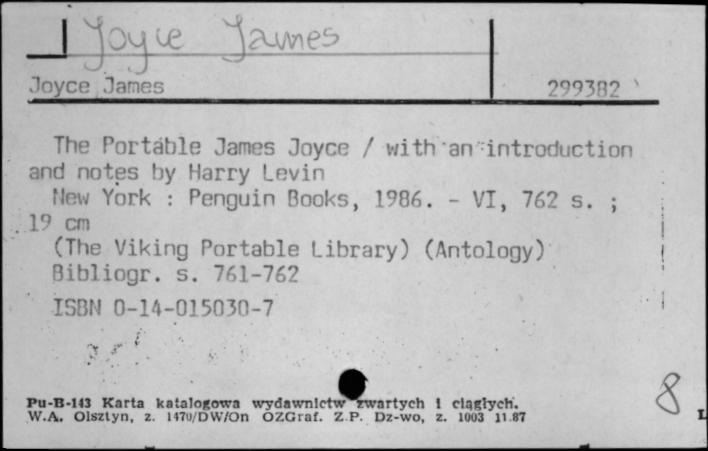 Joyce James
Joyce James 299382
The Portable James Joyce / with an introduction
and notes by Harry Levin
New York : Penguin Books, 1986. - VI, 762 s. ;
19 cm
(The Viking Portable Library) (Antology)
Bibliogr. s. 761-762
ISBN 0-14-015030-7
Pu-B-143 Karta katalogowa wydawnictw zwartych i ciągłych.
W.A. Olsztyn, z. 1470/DW/On OZGraf. Z.P. Dz-wo, z. 1003 11.87
8
L